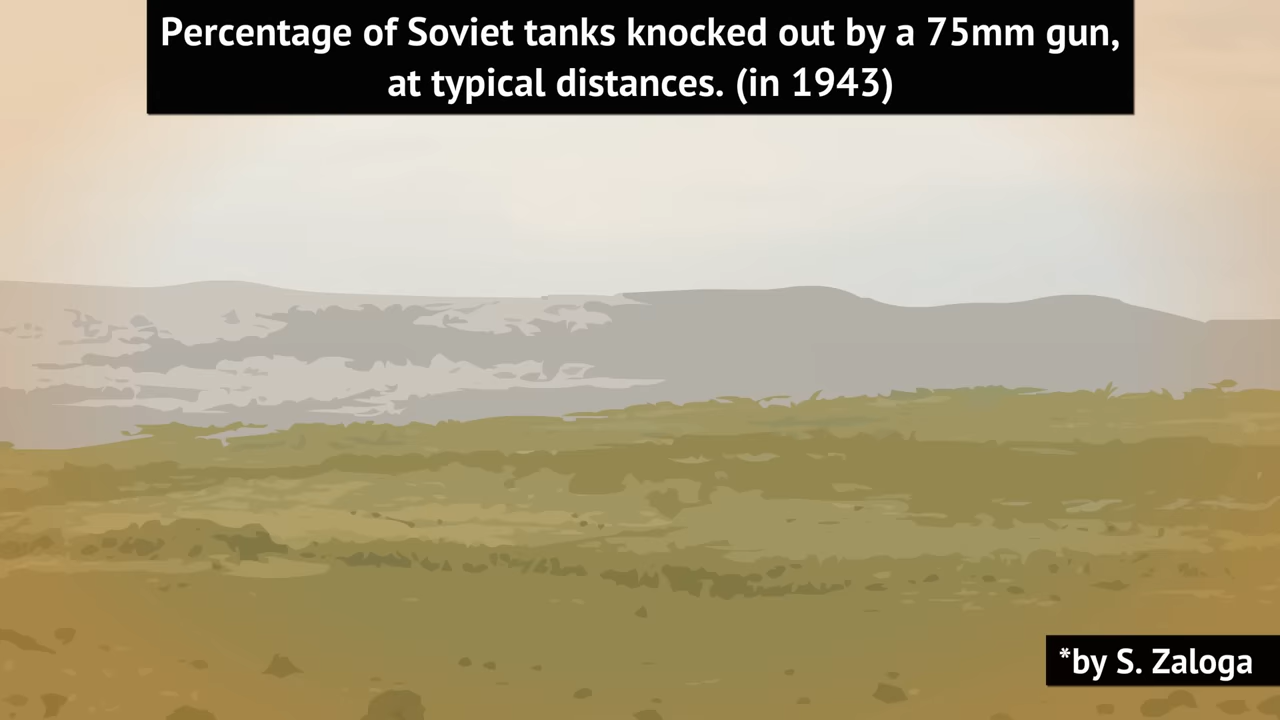 Percentage of Soviet tanks knocked out by a 75mm gun,
at typical distances. (in 1943)
*by S. Zaloga